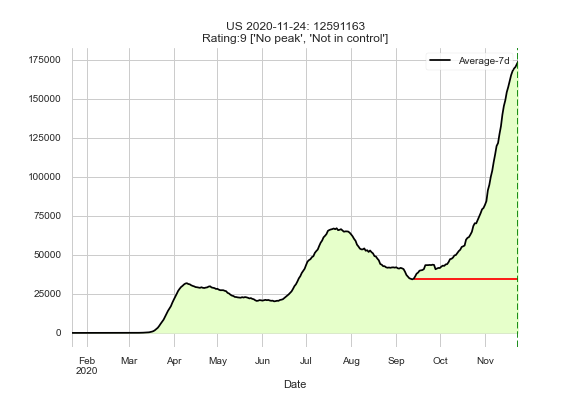 US 2020-11-24: 12591163
Rating:9 ['No peak', 'Not in control']
Average-7d
175000
150000
125000
100000
75000
50000
25000
0
Feb Mar Apr May Jun Jul Aug Sep Oct Nov
2020
Date